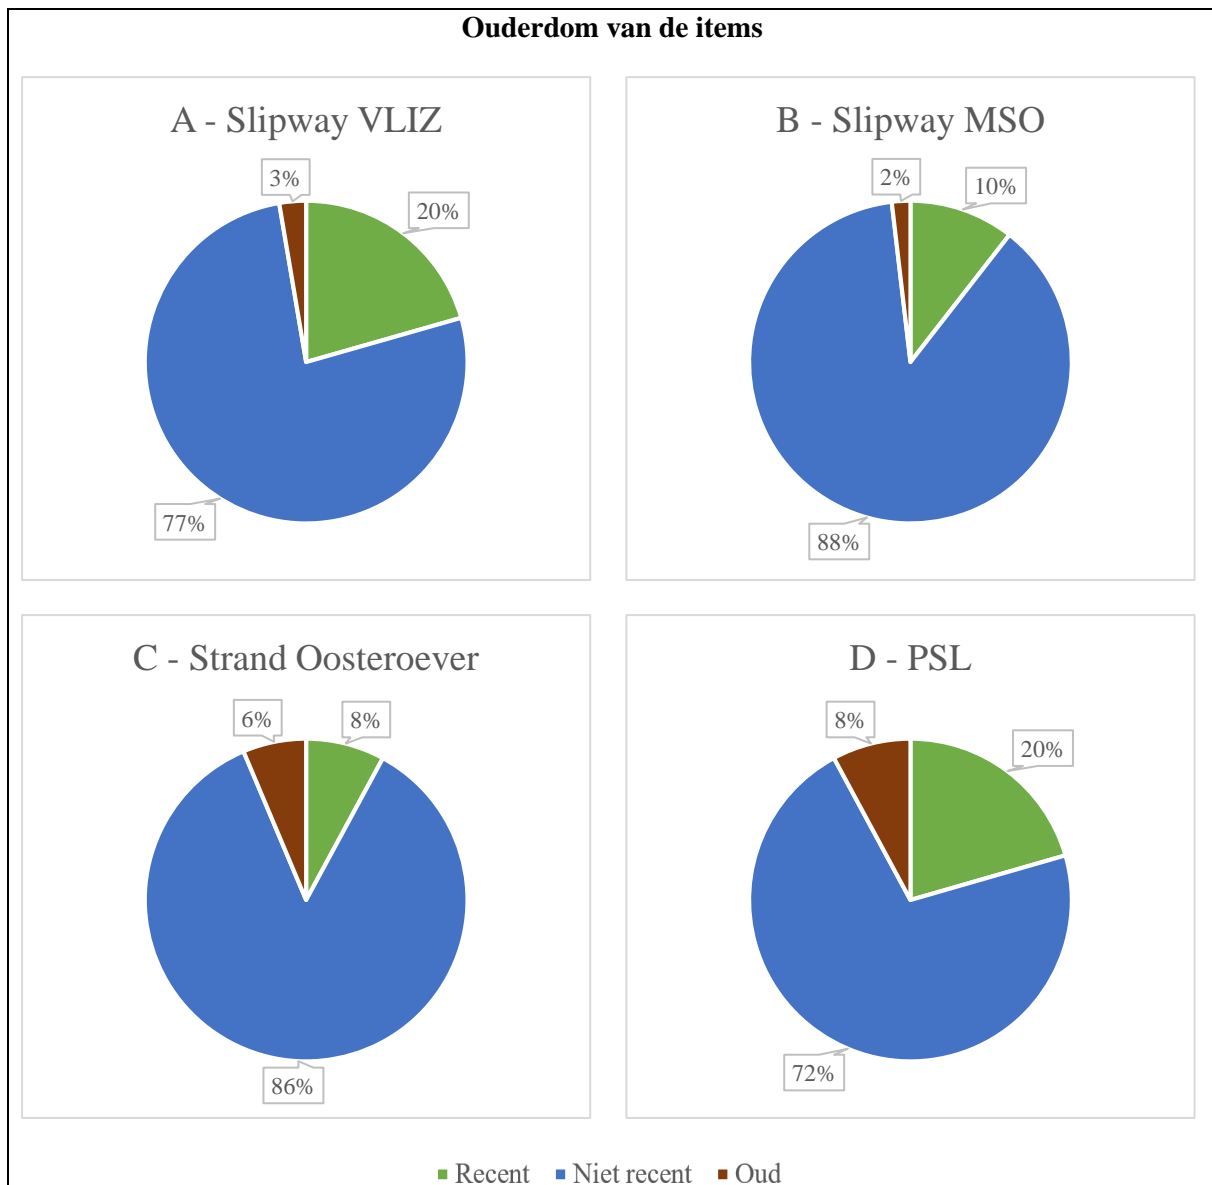 Ouderdom van de items
A - Slipway VLIZ
3%
20%
77%
B - Slipway MSO
2%
10%
88%
C - Strand Oosteroever
6%
8%
86%
D - PSL
8%
20%
72%
Recent Niet recent Oud